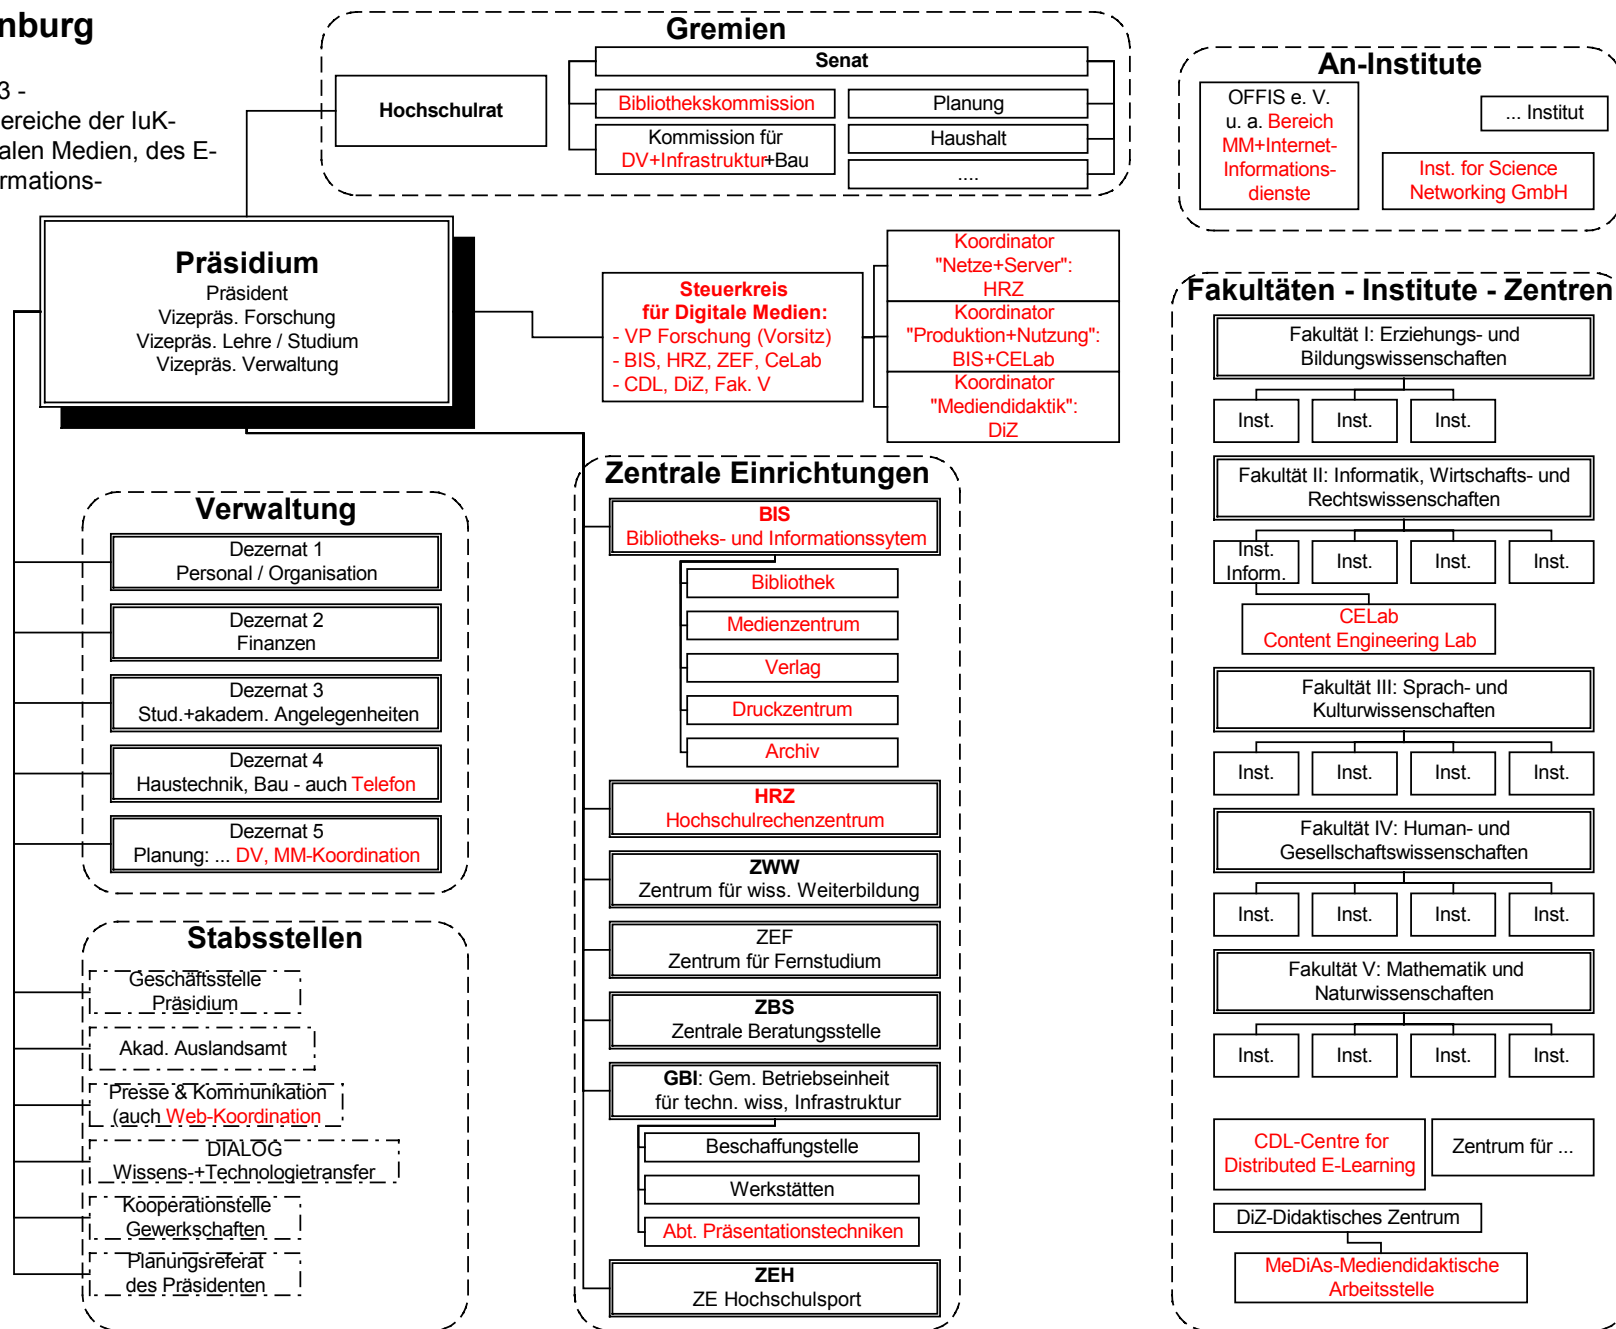 nburg
3 -
ereiche der IuK-
alen Medien, des E-
rmations-
Gremien
Hochschulrat
Senat
Bibliothekskommission
Kommission für
DV+Infrastruktur+Bau
Planung
Haushalt
....
An-Institute
OFFIS e. V.
u. a. Bereich
MM+Internet-
Informations-
dienste
... Institut
Inst. for Science
Networking GmbH
Präsidium
Präsident
Vizepräs. Forschung
Vizepräs. Lehre / Studium
Vizepräs. Verwaltung
Steuerkreis
für Digitale Medien:
- VP Forschung (Vorsitz)
- BIS, HRZ, ZEF, CeLab
- CDL, DiZ, Fak. V
Koordinator
"Netze+Server":
HRZ
Koordinator
"Produktion+Nutzung":
BIS+CELab
Koordinator
"Mediendidaktik":
DiZ
Verwaltung
Dezernat 1
Personal / Organisation
Dezernat 2
Finanzen
Dezernat 3
Stud.+akadem. Angelegenheiten
Dezernat 4
Haustechnik, Bau - auch Telefon
Dezernat 5
Planung: ... DV, MM-Koordination
Stabsstellen
Geschäftsstelle
Präsidium
Akad. Auslandsamt
Presse & Kommunikation
(auch Web-Koordination
DIALOG
Wissens-+Technologietransfer
Kooperationstelle
Gewerkschaften
Planungsreferat
des Präsidenten
Zentrale Einrichtungen
BIS
Bibliotheks- und Informationssytem
Bibliothek
Medienzentrum
Verlag
Druckzentrum
Archiv
HRZ
Hochschulrechenzentrum
ZWW
Zentrum für wiss. Weiterbildung
ZEF
Zentrum für Fernstudium
ZBS
Zentrale Beratungsstelle
GBI: Gem. Betriebseinheit
für techn. wiss, Infrastruktur
Beschaffungstelle
Werkstätten
Abt. Präsentationstechniken
ZEH
ZE Hochschulsport
Fakultäten - Institute - Zentren
Fakultät I: Erziehungs- und
Bildungswissenschaften
Inst.
Inst.
Inst.
Fakultät II: Informatik, Wirtschafts- und
Rechtswissenschaften
Inst.
Inform.
Inst.
Inst.
Inst.
CELab
Content Engineering Lab
Fakultät III: Sprach- und
Kulturwissenschaften
Inst.
Inst.
Inst.
Inst.
Fakultät IV: Human- und
Gesellschaftswissenschaften
Inst.
Inst.
Inst.
Inst.
Fakultät V: Mathematik und
Naturwissenschaften
Inst.
Inst.
Inst.
Inst.
CDL-Centre for
Distributed E-Learning
Zentrum für ...
DiZ-Didaktisches Zentrum
MeDiAs-Mediendidaktische
Arbeitsstelle